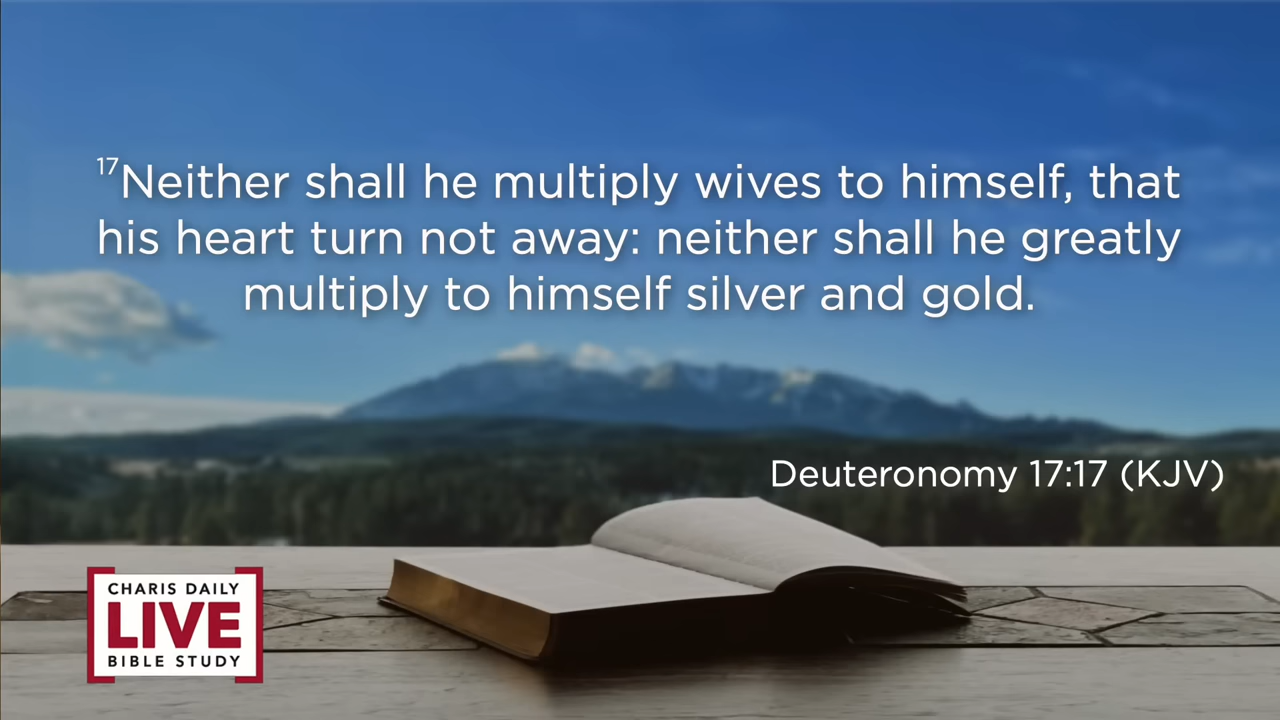 17Neither shall he multiply wives to himself, that
his heart turn not away: neither shall he greatly
multiply to himself silver and gold.
Deuteronomy 17:17 (KJV)
CHARIS DAILY
LIVE
BIBLE STUDY